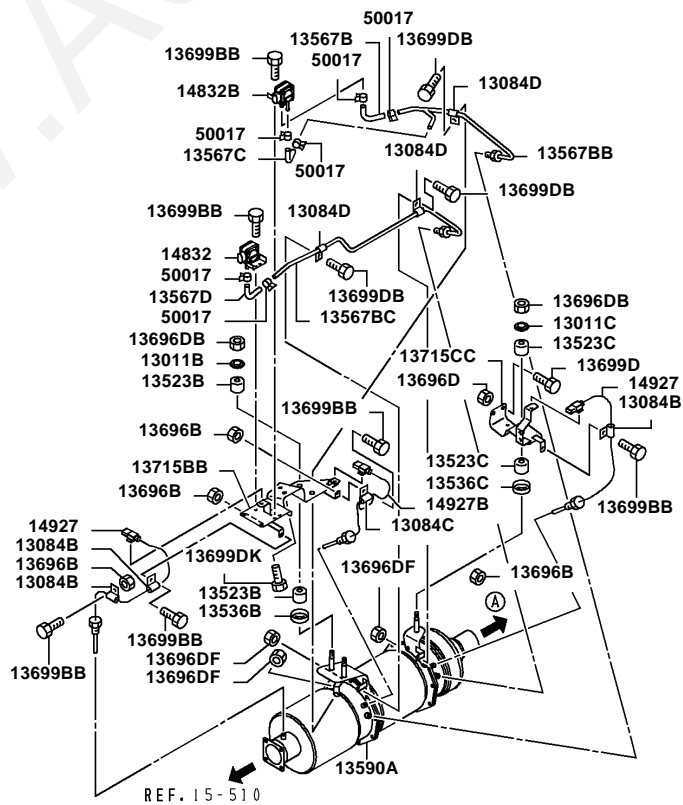 50017
13567B
13699DB
13699BB
50017
14832B
13084D
50017
13567C
50017
13084D
13567BB
13699BB
13084D
13699DB
14832
50017
13567D
50017
13699DB
13567BC
13696DB
13011B
13523B
13696DB
13011C
13523C
13715CC
13699D
13696D
14927
13084B
13699BB
13696B
13715BB
13696B
13523C
13536C
14927B
13084C
13699BB
14927
13084B
13696B
13084B
13699DK
13696DF
13696B
13523B
13536B
13699BB
13696DF
13696DF
13699BB
A
13590A
REF. 15-510